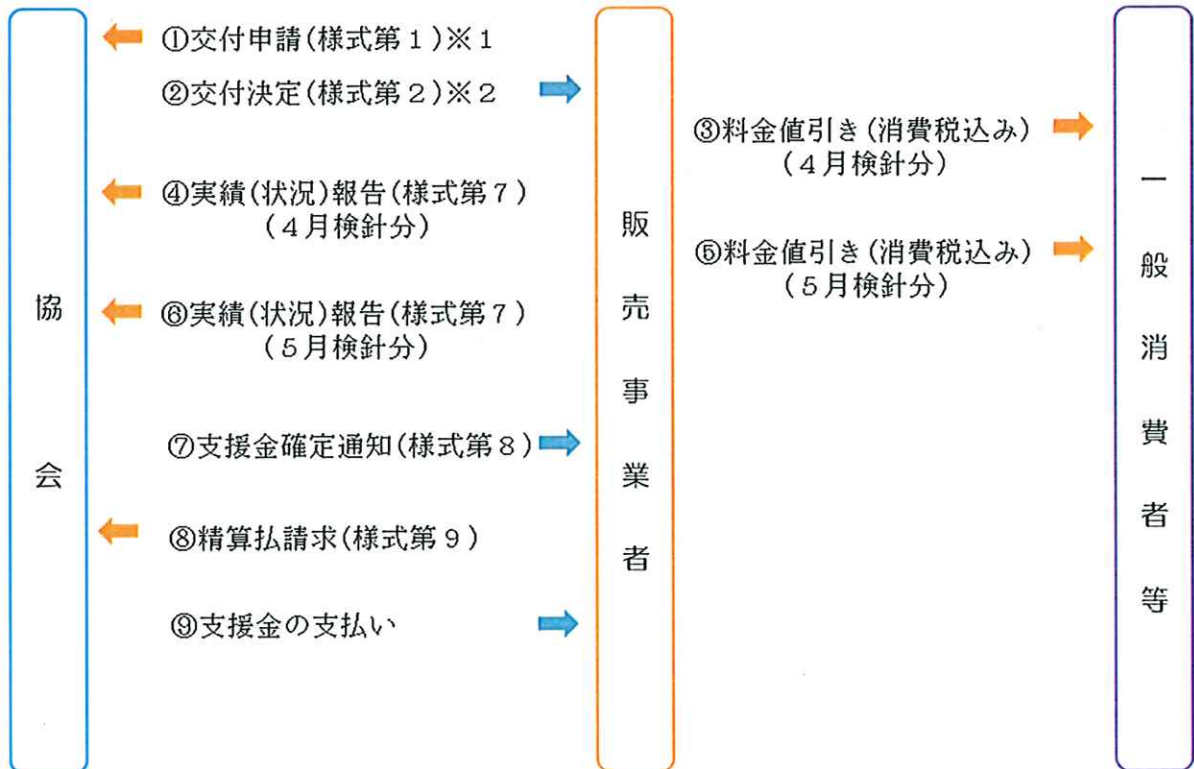 ①交付申請(様式第1)※1
②交付決定(様式第2)※2
③料金値引き(消費税込み)
(4月検針分)
④実績(状況)報告(様式第7)
(4月検針分)
⑤料金値引き(消費税込み)
(5月検針分)
⑥実績(状況)報告(様式第7)
(5月検針分)
⑦支援金確定通知(様式第8)
⑧精算払請求(様式第9)
⑨支援金の支払い
協会
販売事業者
一般消費者等